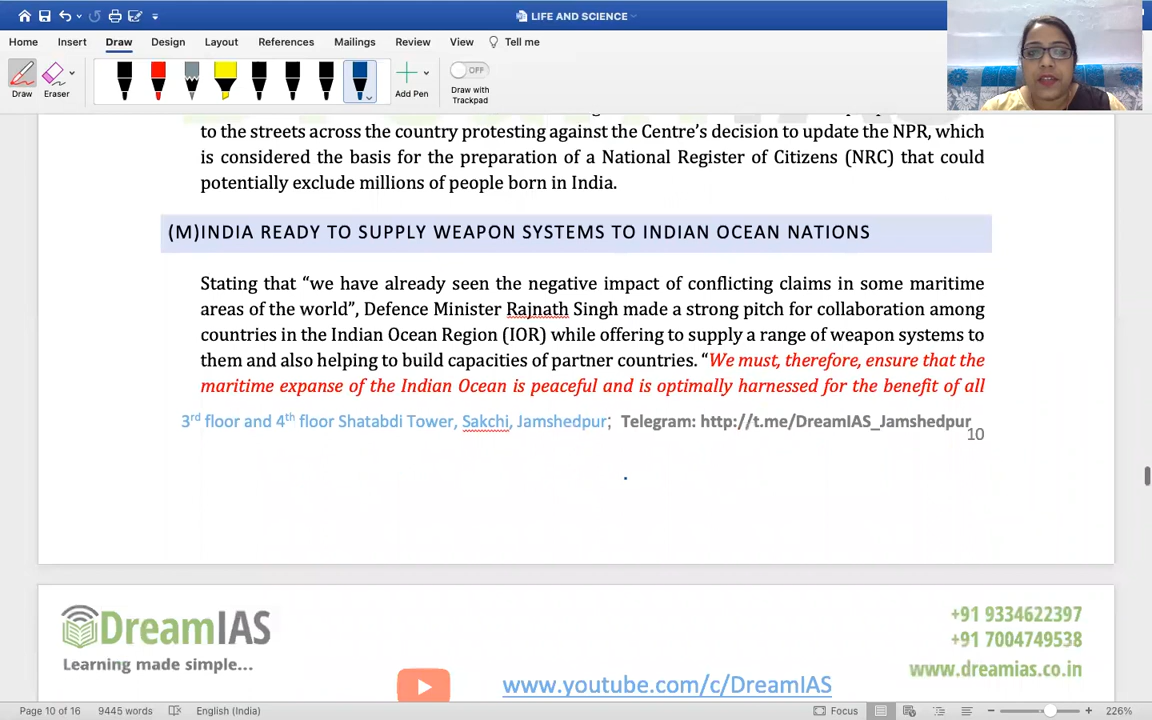 LIFE AND SCIENCE
Home Insert Draw Design Layout References Mailings Review View Tell me
OFF
Draw Eraser Add Pen Draw with Trackpad
to the streets across the country protesting against the Centre's decision to update the NPR, which
is considered the basis for the preparation of a National Register of Citizens (NRC) that could
potentially exclude millions of people born in India.
(M)INDIA READY TO SUPPLY WEAPON SYSTEMS TO INDIAN OCEAN NATIONS
Stating that “we have already seen the negative impact of conflicting claims in some maritime
areas of the world”, Defence Minister Rajnath Singh made a strong pitch for collaboration among
countries in the Indian Ocean Region (IOR) while offering to supply a range of weapon systems to
them and also helping to build capacities of partner countries. “We must, therefore, ensure that the
maritime expanse of the Indian Ocean is peaceful and is optimally harnessed for the benefit of all
3rd floor and 4th floor Shatabdi Tower, Sakchi, Jamshedpur; Telegram: http://t.me/DreamIAS_Jamshedpur
10
DreamIAS
Learning made simple...
+91 9334622397
+91 7004749538
www.dreamias.co.in
www.youtube.com/c/DreamIAS
Page 10 of 16 9445 words English (India) Focus 226%